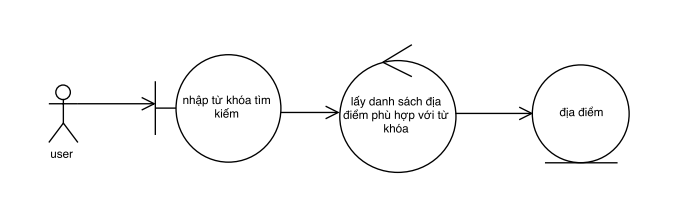 user
nhập từ khóa tìm
kiếm
lấy danh sách địa
điểm phù hợp với từ
khóa
địa điểm